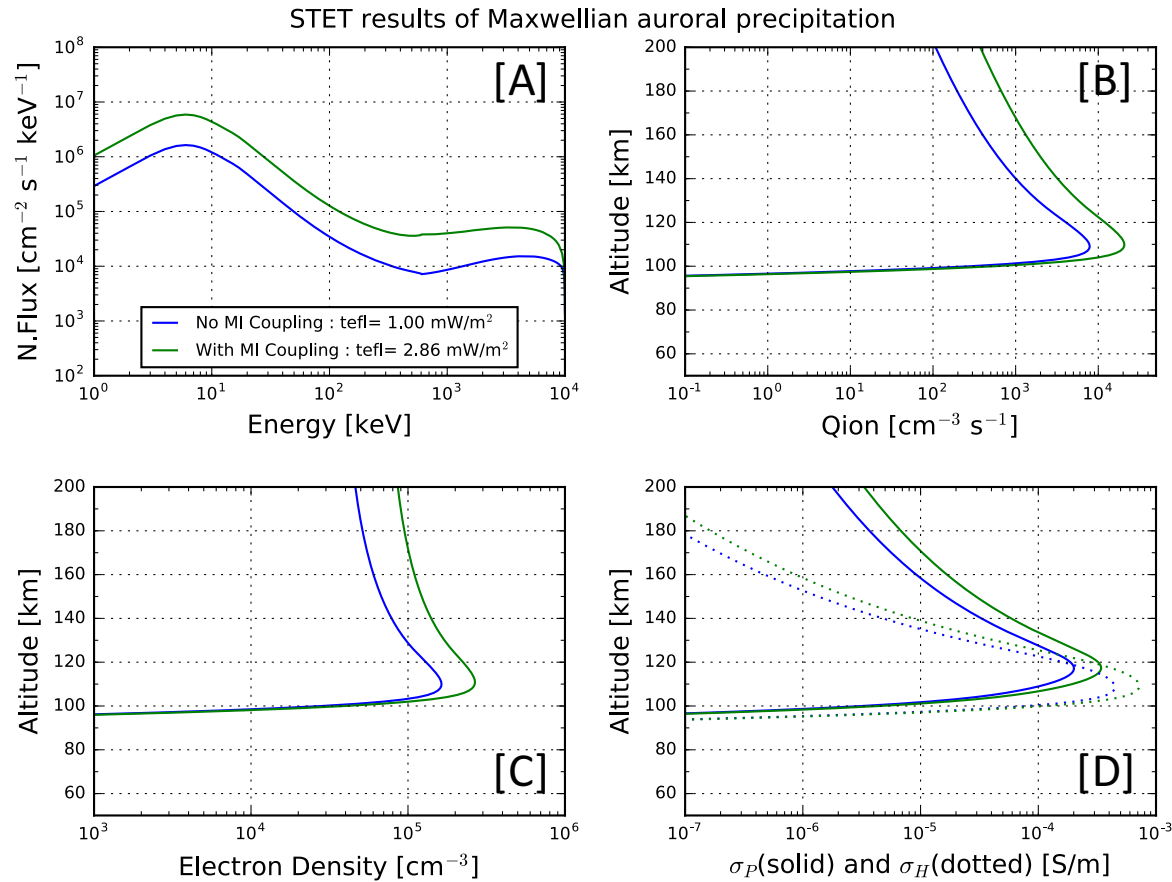 STET results of Maxwellian auroral precipitation
[A]
N.Flux [cm⁻² s⁻¹ keV⁻¹]
10⁸
10⁷
10⁶
10⁵
10⁴
10³
10²
No MI Coupling : tefl= 1.00 mW/m²
With MI Coupling : tefl= 2.86 mW/m²
10⁰ 10¹ 10² 10³ 10⁴
Energy [keV]
[B]
Altitude [km]
200
180
160
140
120
100
80
60
10⁻¹ 10⁰ 10¹ 10² 10³ 10⁴
Qion [cm⁻³ s⁻¹]
[C]
Altitude [km]
200
180
160
140
120
100
80
60
10³ 10⁴ 10⁵ 10⁶
Electron Density [cm⁻³]
[D]
Altitude [km]
200
180
160
140
120
100
80
60
10⁻⁷ 10⁻⁶ 10⁻⁵ 10⁻⁴ 10⁻³
σ_P(solid) and σ_H(dotted) [S/m]